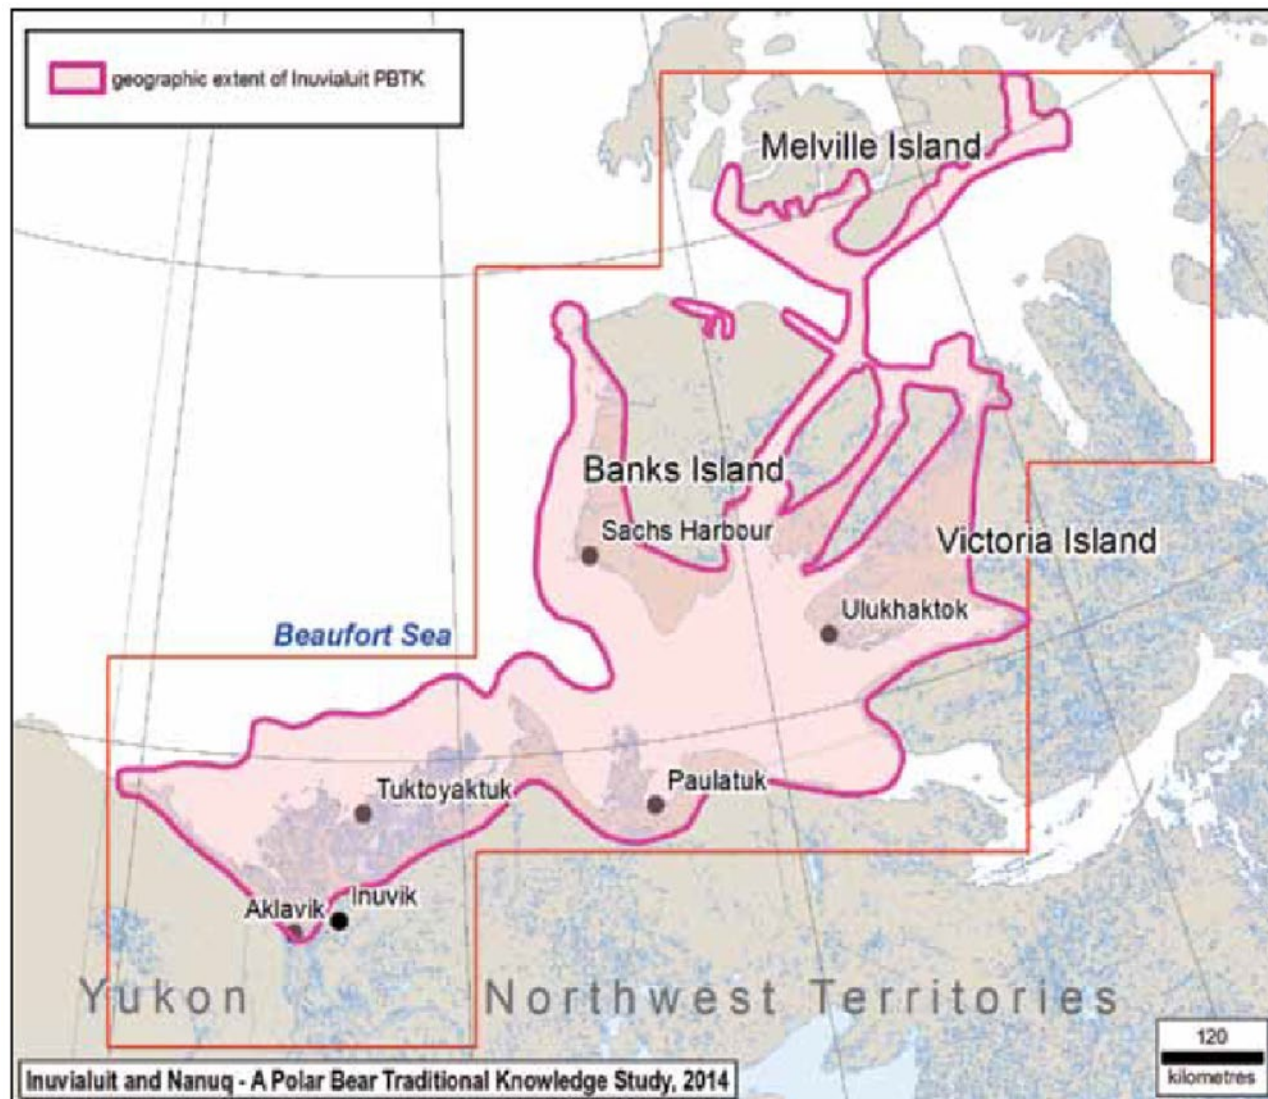 geographic extent of Inuvialuit PBTK
Melville Island
Banks Island
Sachs Harbour
Victoria Island
Ulukhaktok
Beaufort Sea
Paulatuk
Tuktoyaktuk
Inuvik
Aklavik
Yukon
Northwest Territories
120
kilometres
Inuvialuit and Nanuq - A Polar Bear Traditional Knowledge Study, 2014